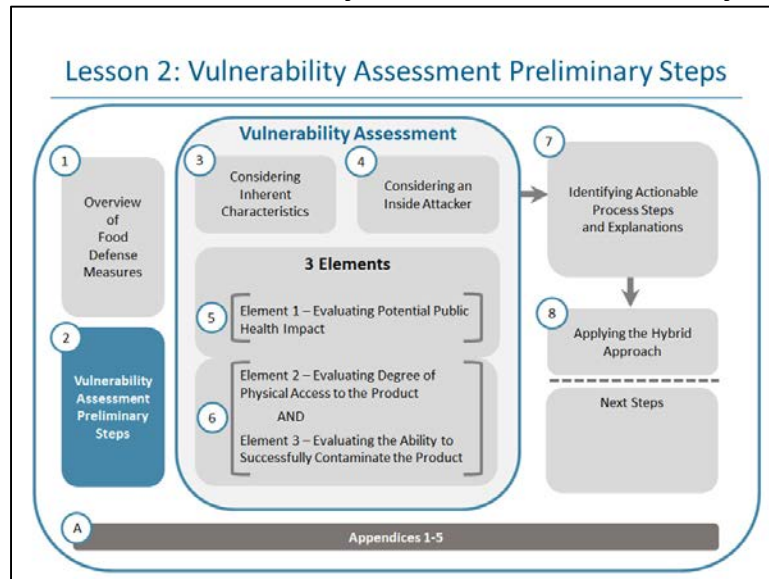 Lesson 2: Vulnerability Assessment Preliminary Steps
1
Overview
of
Food
Defense
Measures
2
Vulnerability
Assessment
Preliminary
Steps
Vulnerability Assessment
3
Considering
Inherent
Characteristics
4
Considering an
Inside Attacker
3 Elements
5
Element 1 – Evaluating Potential Public
Health Impact
6
Element 2 – Evaluating Degree of
Physical Access to the Product
AND
Element 3 – Evaluating the Ability to
Successfully Contaminate the Product
7
Identifying Actionable
Process Steps
and Explanations
8
Applying the Hybrid
Approach
Next Steps
A
Appendices 1-5